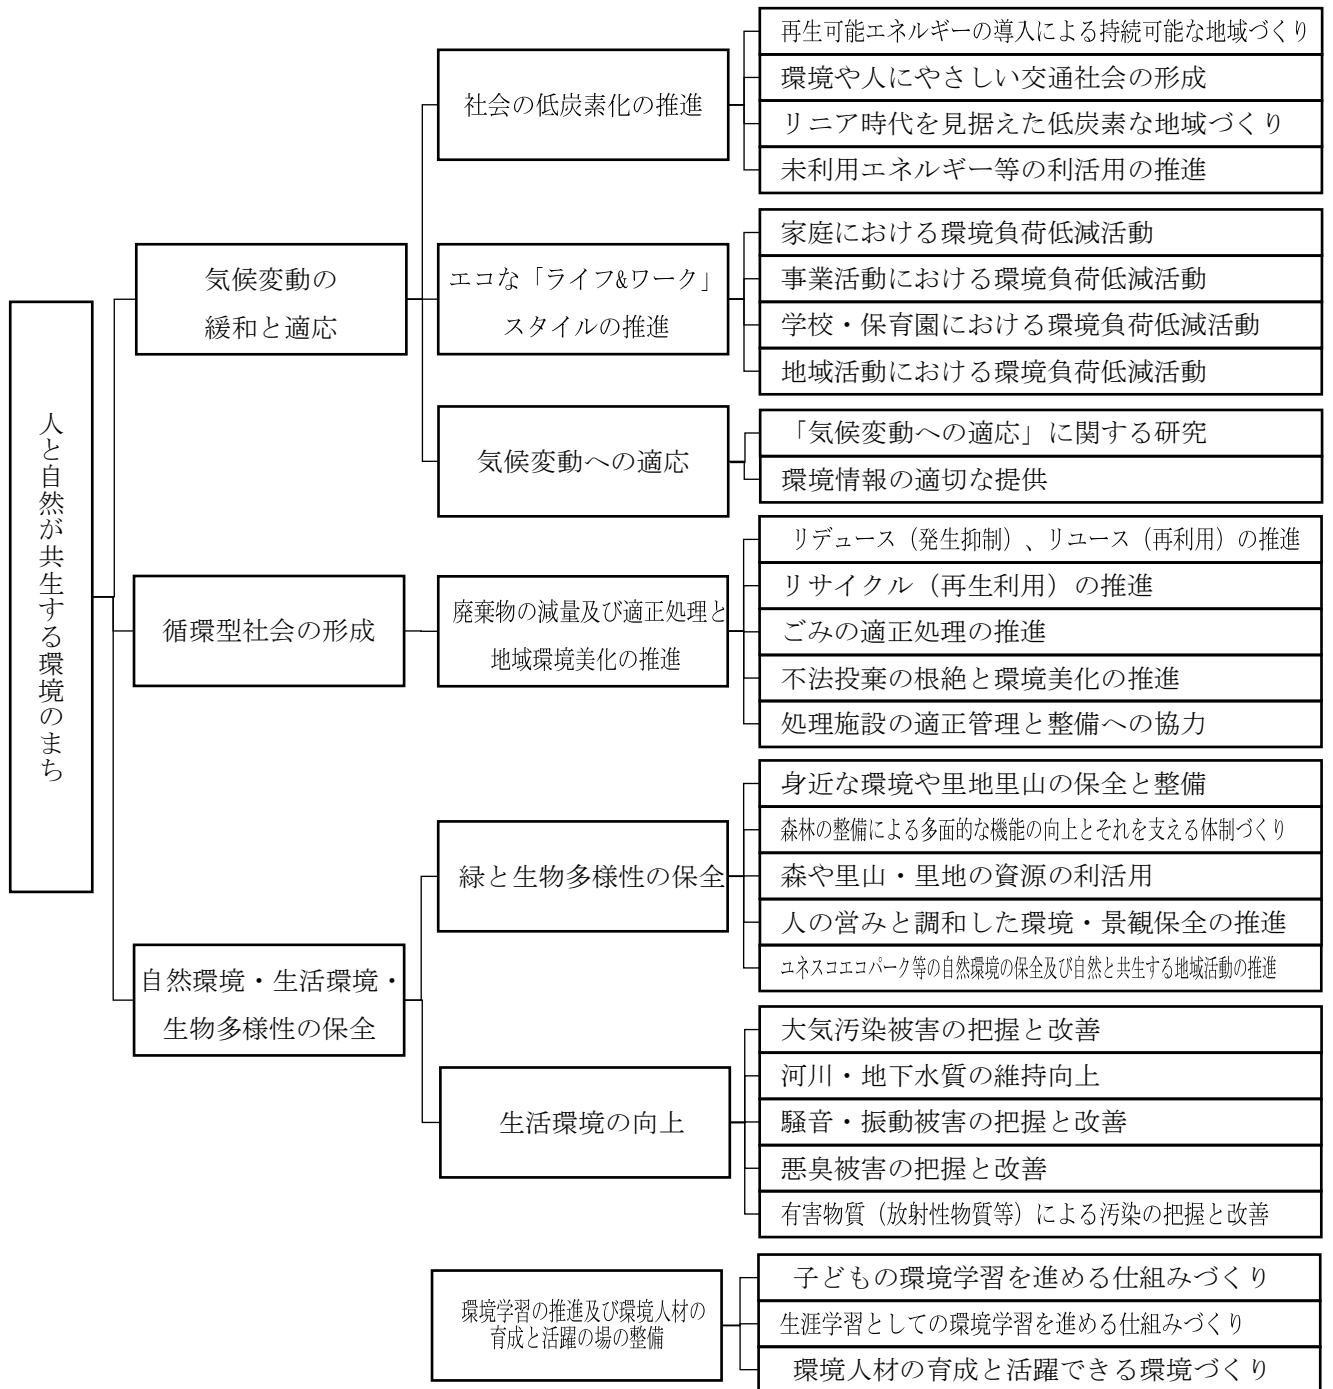 人と自然が共生する環境のまち
気候変動の
緩和と適応
社会の低炭素化の推進
再生可能エネルギーの導入による持続可能な地域づくり
環境や人にやさしい交通社会の形成
リニア時代を見据えた低炭素な地域づくり
未利用エネルギー等の利活用の推進
エコな「ライフ&ワーク」
スタイルの推進
家庭における環境負荷低減活動
事業活動における環境負荷低減活動
学校・保育園における環境負荷低減活動
地域活動における環境負荷低減活動
気候変動への適応
「気候変動への適応」に関する研究
環境情報の適切な提供
循環型社会の形成
廃棄物の減量及び適正処理と
地域環境美化の推進
リデュース（発生抑制）、リユース（再利用）の推進
リサイクル（再生利用）の推進
ごみの適正処理の推進
不法投棄の根絶と環境美化の推進
処理施設の適正管理と整備への協力
自然環境・生活環境・
生物多様性の保全
緑と生物多様性の保全
身近な環境や里地里山の保全と整備
森林の整備による多面的な機能の向上とそれを支える体制づくり
森や里山・里地の資源の利活用
人の営みと調和した環境・景観保全の推進
ユネスコエコパーク等の自然環境の保全及び自然と共生する地域活動の推進
生活環境の向上
大気汚染被害の把握と改善
河川・地下水質の維持向上
騒音・振動被害の把握と改善
悪臭被害の把握と改善
有害物質（放射性物質等）による汚染の把握と改善
環境学習の推進及び環境人材の
育成と活躍の場の整備
子どもの環境学習を進める仕組みづくり
生涯学習としての環境学習を進める仕組みづくり
環境人材の育成と活躍できる環境づくり